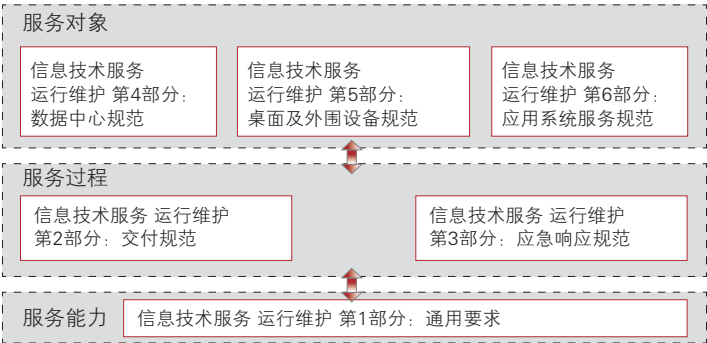 服务对象
信息技术服务
运行维护 第4部分：
数据中心规范
信息技术服务
运行维护 第5部分：
桌面及外围设备规范
信息技术服务
运行维护 第6部分：
应用系统服务规范
服务过程
信息技术服务 运行维护
第2部分：交付规范
信息技术服务 运行维护
第3部分：应急响应规范
服务能力
信息技术服务 运行维护 第1部分：通用要求